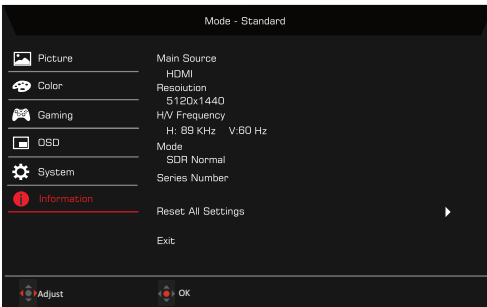 Mode - Standard
Picture
Color
Gaming
OSD
System
Information
Main Source
HDMI
Resoiution
5120x1440
H/V Frequency
H: 89 KHz V:60 Hz
Mode
SDR Normal
Series Number
Reset All Settings
Exit
Adjust
OK